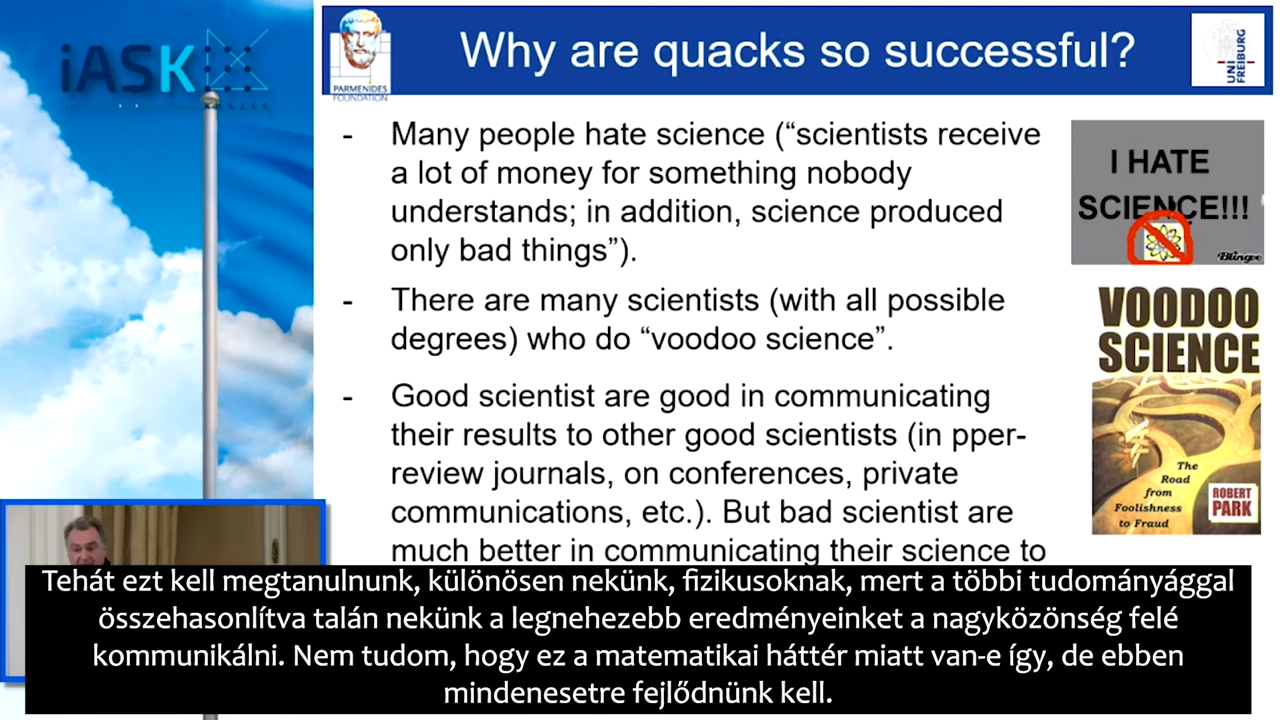 iASK
KOSZEG
PARMENIDES
FOUNDATION
Why are quacks so successful?
UNI
FREIBURG
- Many people hate science (“scientists receive
a lot of money for something nobody
understands; in addition, science produced
only bad things”).
- There are many scientists (with all possible
degrees) who do “voodoo science”.
- Good scientist are good in communicating
their results to other good scientists (in pper-
review journals, on conferences, private
communications, etc.). But bad scientist are
much better in communicating their science to
I HATE
SCIENCE!!!
Blingee
VOODOO
SCIENCE
The
Road
from
Foolishness
to Fraud
ROBERT
PARK
Tehát ezt kell megtanulnunk, különösen nekünk, fizikusoknak, mert a többi tudományággal
összehasonlítva talán nekünk a legnehezebb eredményeinket a nagyközönség felé
kommunikálni. Nem tudom, hogy ez a matematikai háttér miatt van-e így, de ebben
mindenesetre fejlődnünk kell.